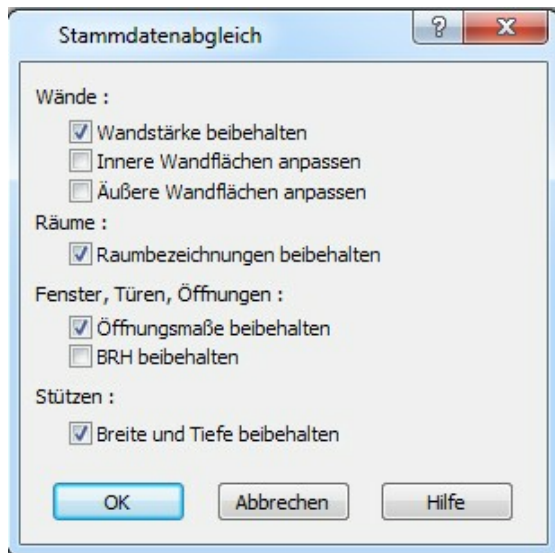 Stammdatenabgleich
?
Wände :
Wandstärke beibehalten
Innere Wandflächen anpassen
Äußere Wandflächen anpassen
Räume :
Raumbezeichnungen beibehalten
Fenster, Türen, Öffnungen :
Öffnungsmaße beibehalten
BRH beibehalten
Stützen :
Breite und Tiefe beibehalten
OK Abbrechen Hilfe